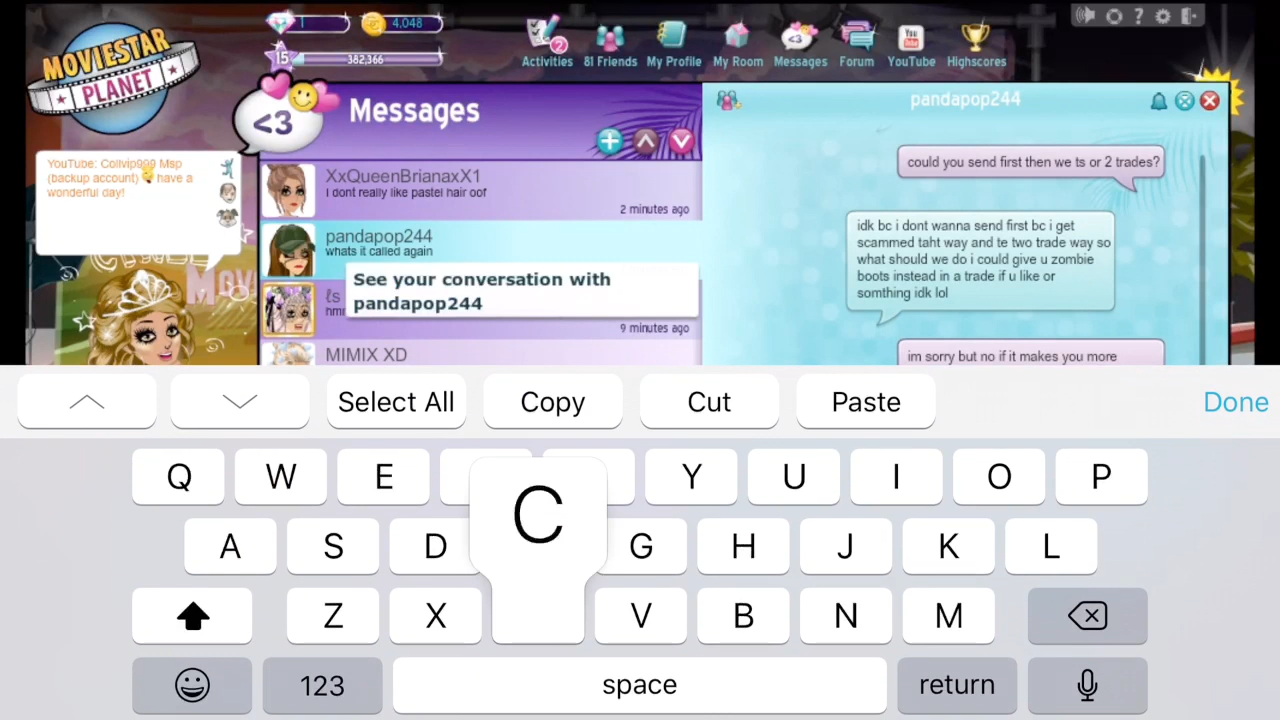 MOVIESTAR
PLANET
1
4,048
15
382,366
2
Activities
81 Friends
My Profile
My Room
Messages
Forum
You
Tube
YouTube
Highscores
?
<3
Messages
YouTube: Collvip999 Msp
(backup account) have a
wonderful day!
XxQueenBrianaxX1
I dont really like pastel hair oof
2 minutes ago
pandapop244
whats it called again
See your conversation with
pandapop244
9 minutes ago
MIMIX XD
pandapop244
could you send first then we ts or 2 trades?
idk bc i dont wanna send first bc i get
scammed taht way and te two trade way so
what should we do i could give u zombie
boots instead in a trade if u like or
somthing idk lol
im sorry but no if it makes you more
Select All
Copy
Cut
Paste
Done
Q W E Y U I O P
C
A S D G H J K L
Z X V B N M
123
space
return